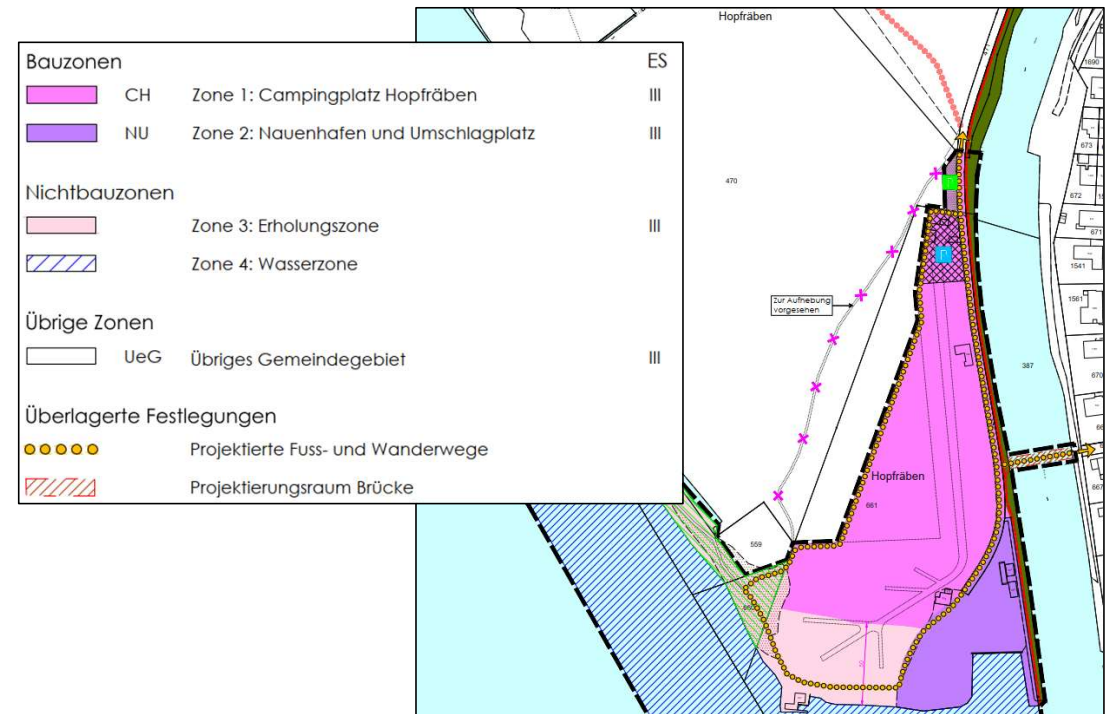 Bauzonen ES
CH Zone 1: Campingplatz Hopfräben III
NU Zone 2: Nauenhafen und Umschlagplatz III
Nichtbauzonen
Zone 3: Erholungszone III
Zone 4: Wasserzone
Übrige Zonen
UeG Übriges Gemeindegebiet III
Überlagerte Festlegungen
Projektierte Fuss- und Wanderwege
Projektierungsraum Brücke
Hopfräben
1690
673
470
672
671
1541
Zur Aufhebung
vorgesehen
1561
387
670
Hopfräben
661
667
559